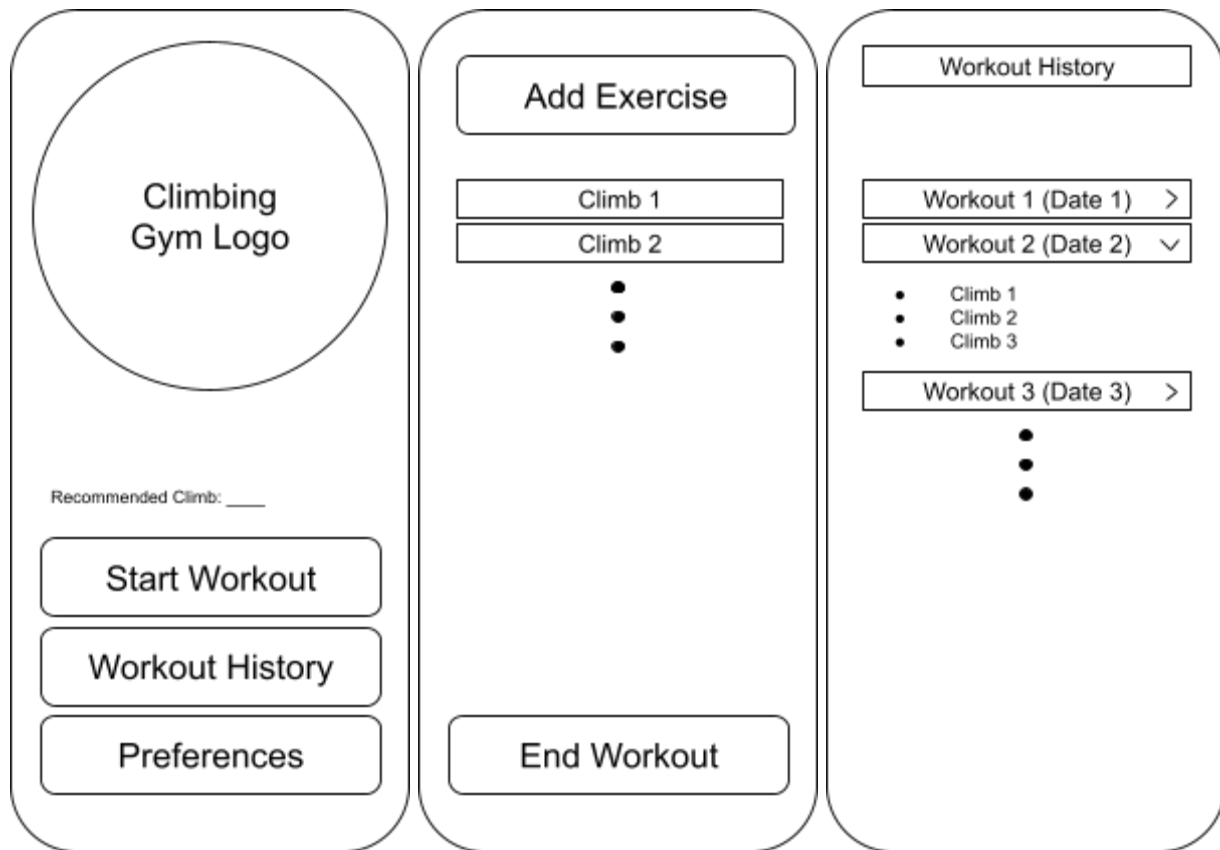 Climbing
Gym Logo
Recommended Climb: ____
Start Workout
Workout History
Preferences
Add Exercise
Climb 1
Climb 2
End Workout
Workout History
Workout 1 (Date 1) >
Workout 2 (Date 2)
Climb 1
Climb 2
Climb 3
Workout 3 (Date 3) >